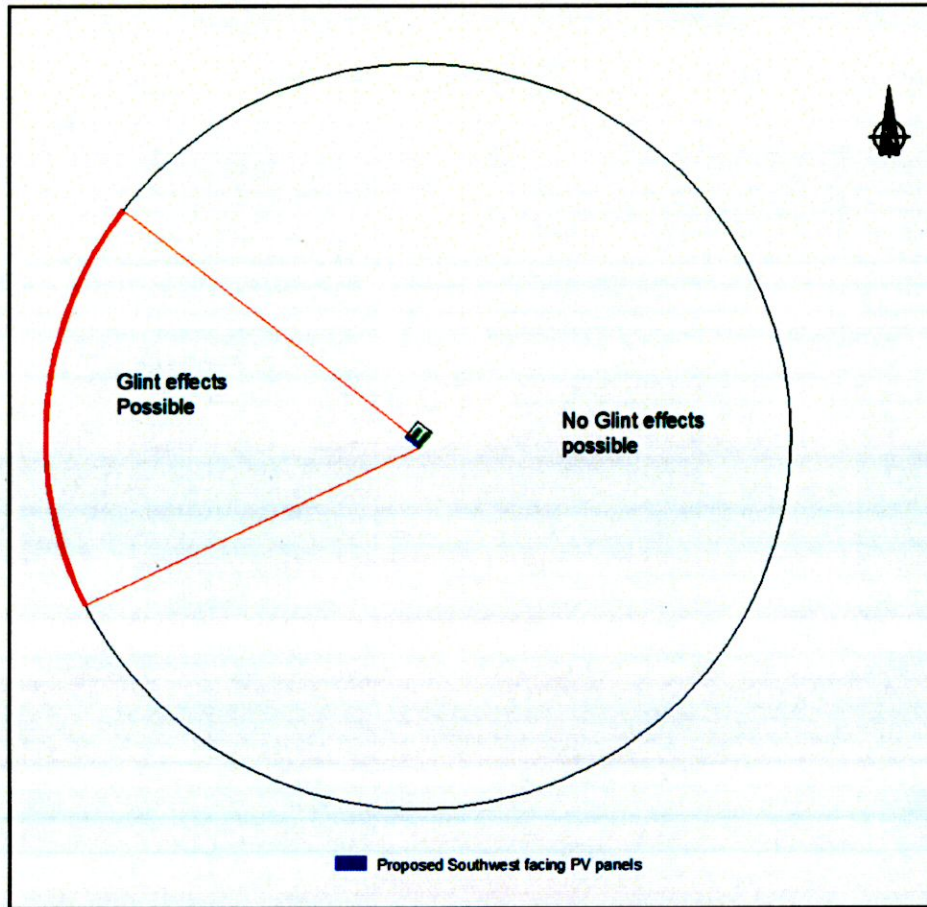 Glint effects
Possible
No Glint effects
possible
Proposed Southwest facing PV panels